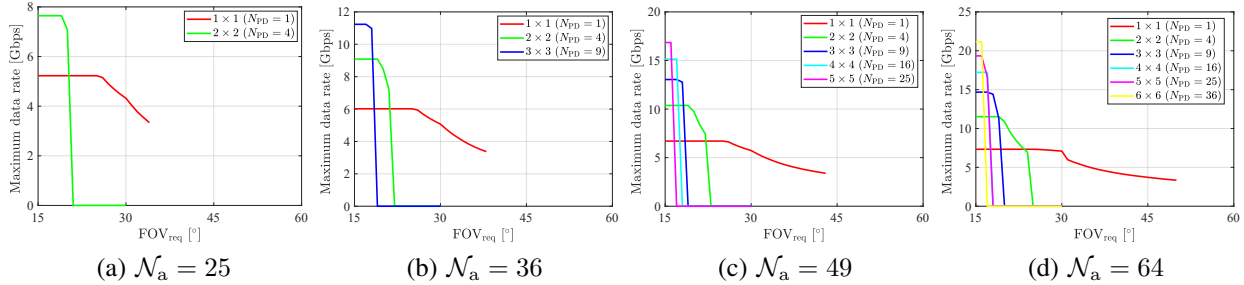 Maximum data rate [Gbps]
8
6
4
2
0
15 30 45 60
FOV_req [°]
1 × 1 (N_PD = 1)
2 × 2 (N_PD = 4)
(a) 𝒩_a = 25
Maximum data rate [Gbps]
12
10
8
6
4
2
0
15 30 45 60
FOV_req [°]
1 × 1 (N_PD = 1)
2 × 2 (N_PD = 4)
3 × 3 (N_PD = 9)
(b) 𝒩_a = 36
Maximum data rate [Gbps]
20
15
10
5
0
15 30 45 60
FOV_req [°]
1 × 1 (N_PD = 1)
2 × 2 (N_PD = 4)
3 × 3 (N_PD = 9)
4 × 4 (N_PD = 16)
5 × 5 (N_PD = 25)
(c) 𝒩_a = 49
Maximum data rate [Gbps]
25
20
15
10
5
0
15 30 45 60
FOV_req [°]
1 × 1 (N_PD = 1)
2 × 2 (N_PD = 4)
3 × 3 (N_PD = 9)
4 × 4 (N_PD = 16)
5 × 5 (N_PD = 25)
6 × 6 (N_PD = 36)
(d) 𝒩_a = 64